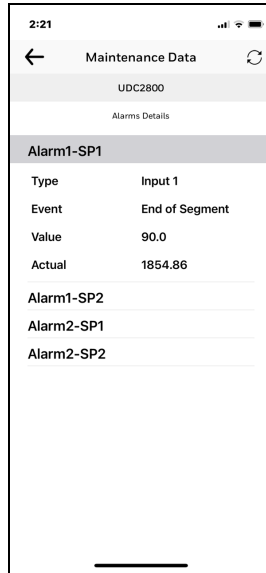 2:21
Maintenance Data
UDC2800
Alarms Details
Alarm1-SP1
Type Input 1
Event End of Segment
Value 90.0
Actual 1854.86
Alarm1-SP2
Alarm2-SP1
Alarm2-SP2